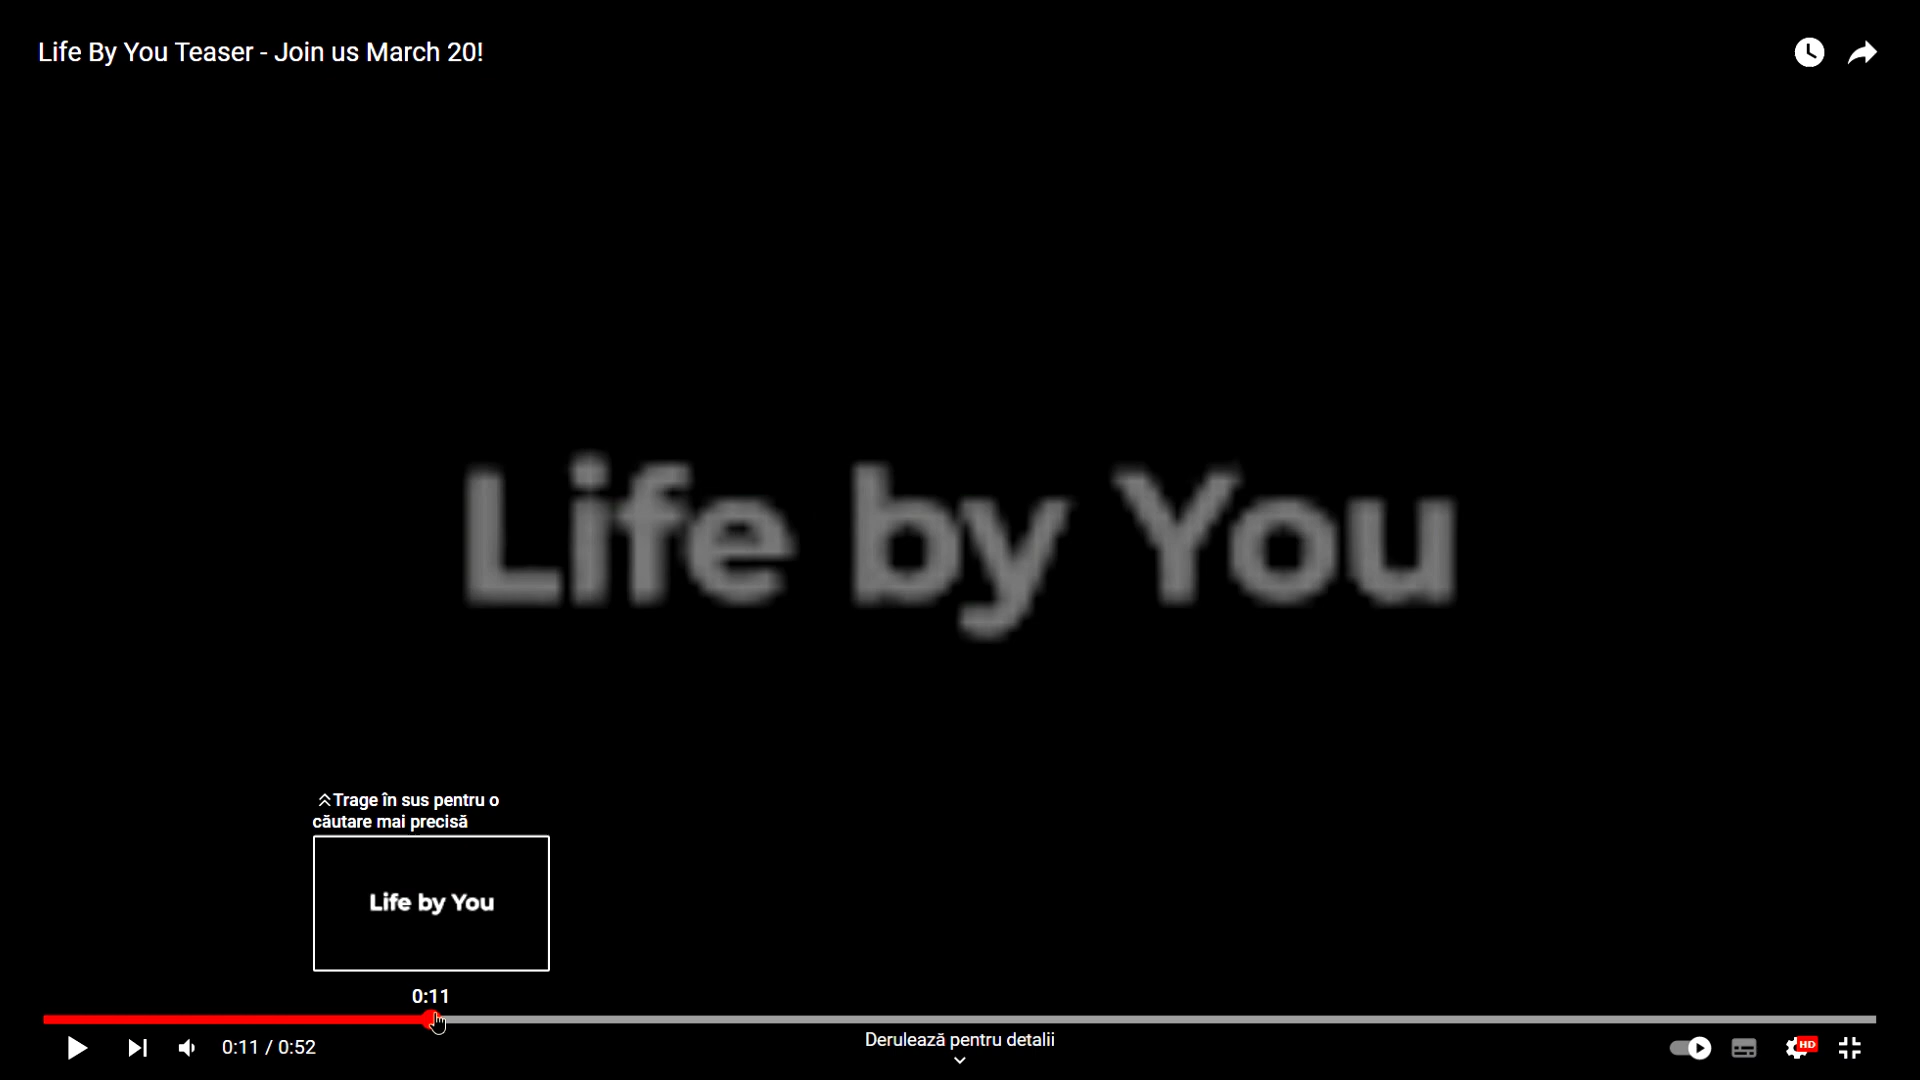 Life By You Teaser - Join us March 20!
Life by You
Trage în sus pentru o
căutare mai precisă
Life by You
0:11
0:11 / 0:52
Derulează pentru detalii
HD